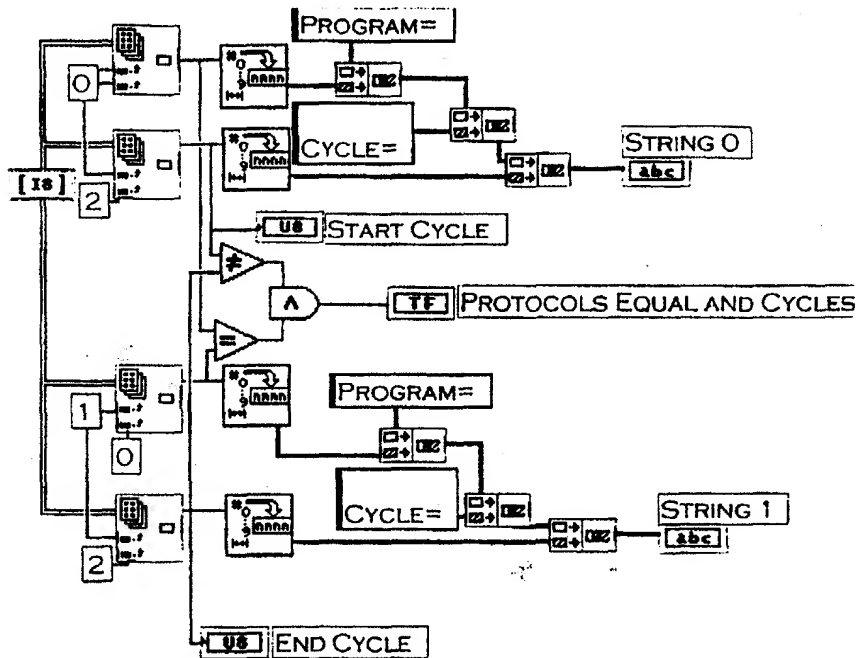 PROGRAM=
0
CYCLE=
STRING 0
abc
[I8]
2
U8 START CYCLE
≠
∧
TF PROTOCOLS EQUAL AND CYCLES
=
PROGRAM=
1
0
CYCLE=
STRING 1
abc
2
U8 END CYCLE